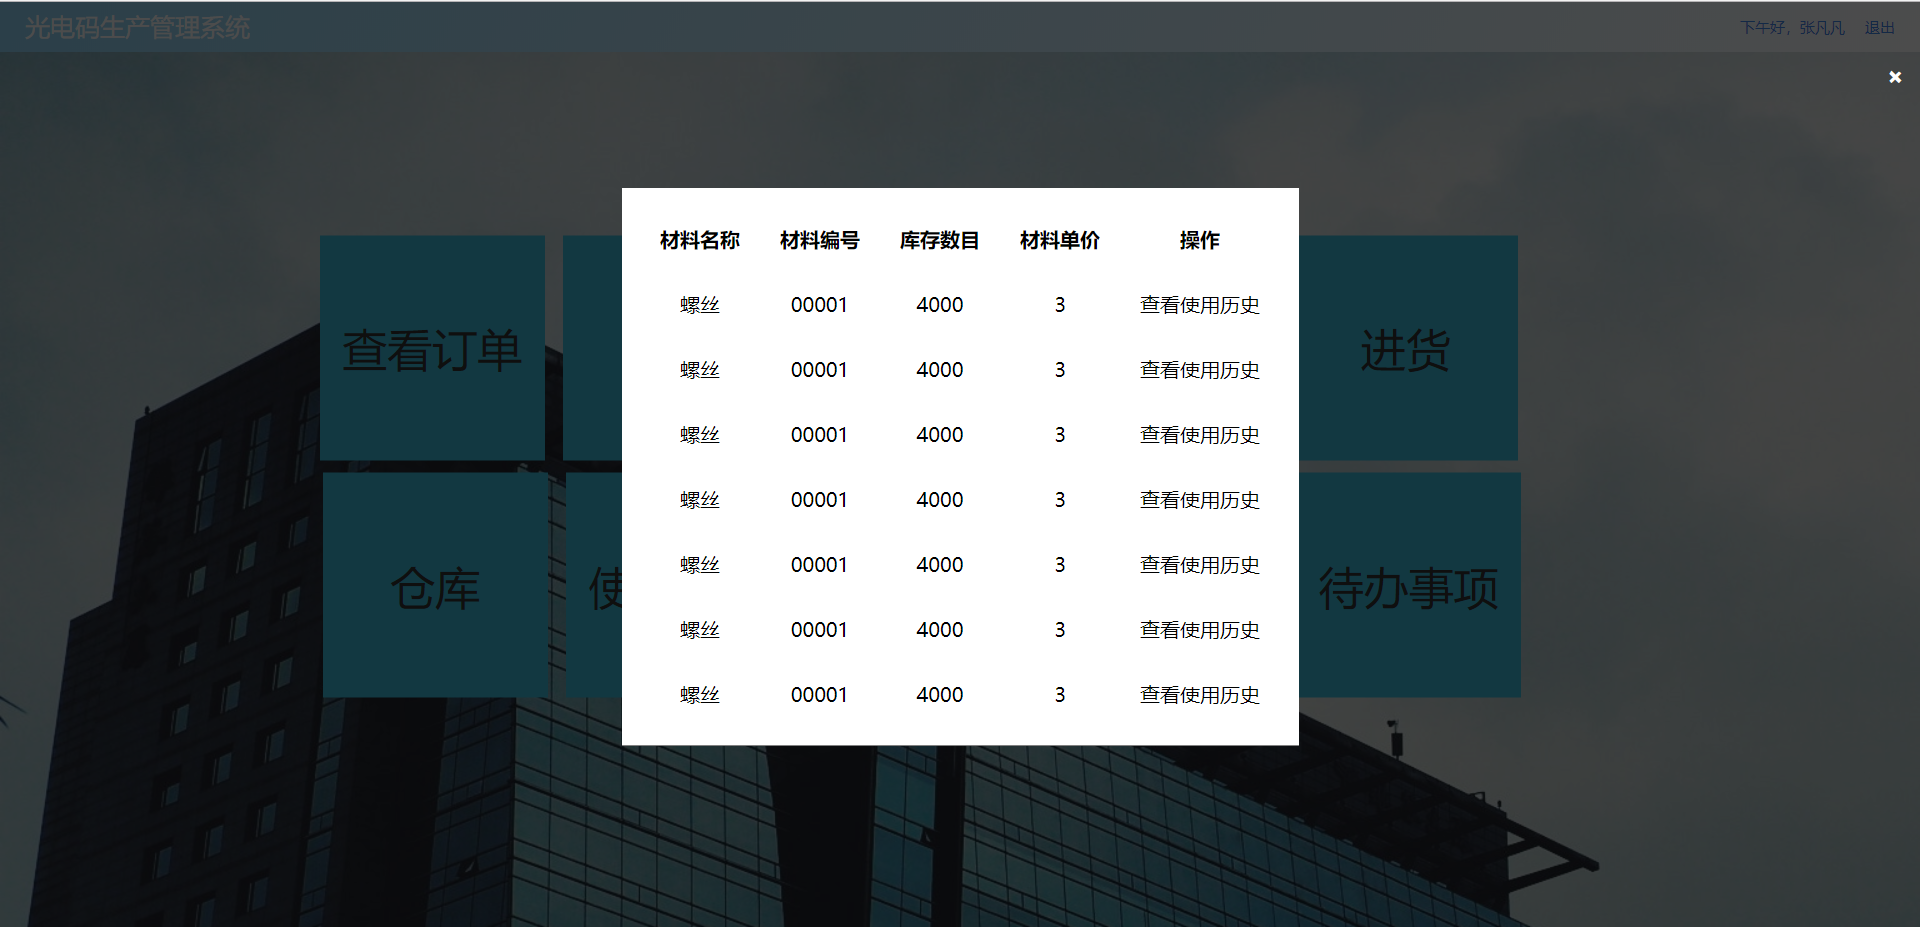 光电码生产管理系统
下午好，张凡凡 退出
×
材料名称 材料编号 库存数目 材料单价 操作
螺丝 00001 4000 3 查看使用历史
螺丝 00001 4000 3 查看使用历史
螺丝 00001 4000 3 查看使用历史
螺丝 00001 4000 3 查看使用历史
螺丝 00001 4000 3 查看使用历史
螺丝 00001 4000 3 查看使用历史
螺丝 00001 4000 3 查看使用历史
查看订单
进货
仓库
使
待办事项